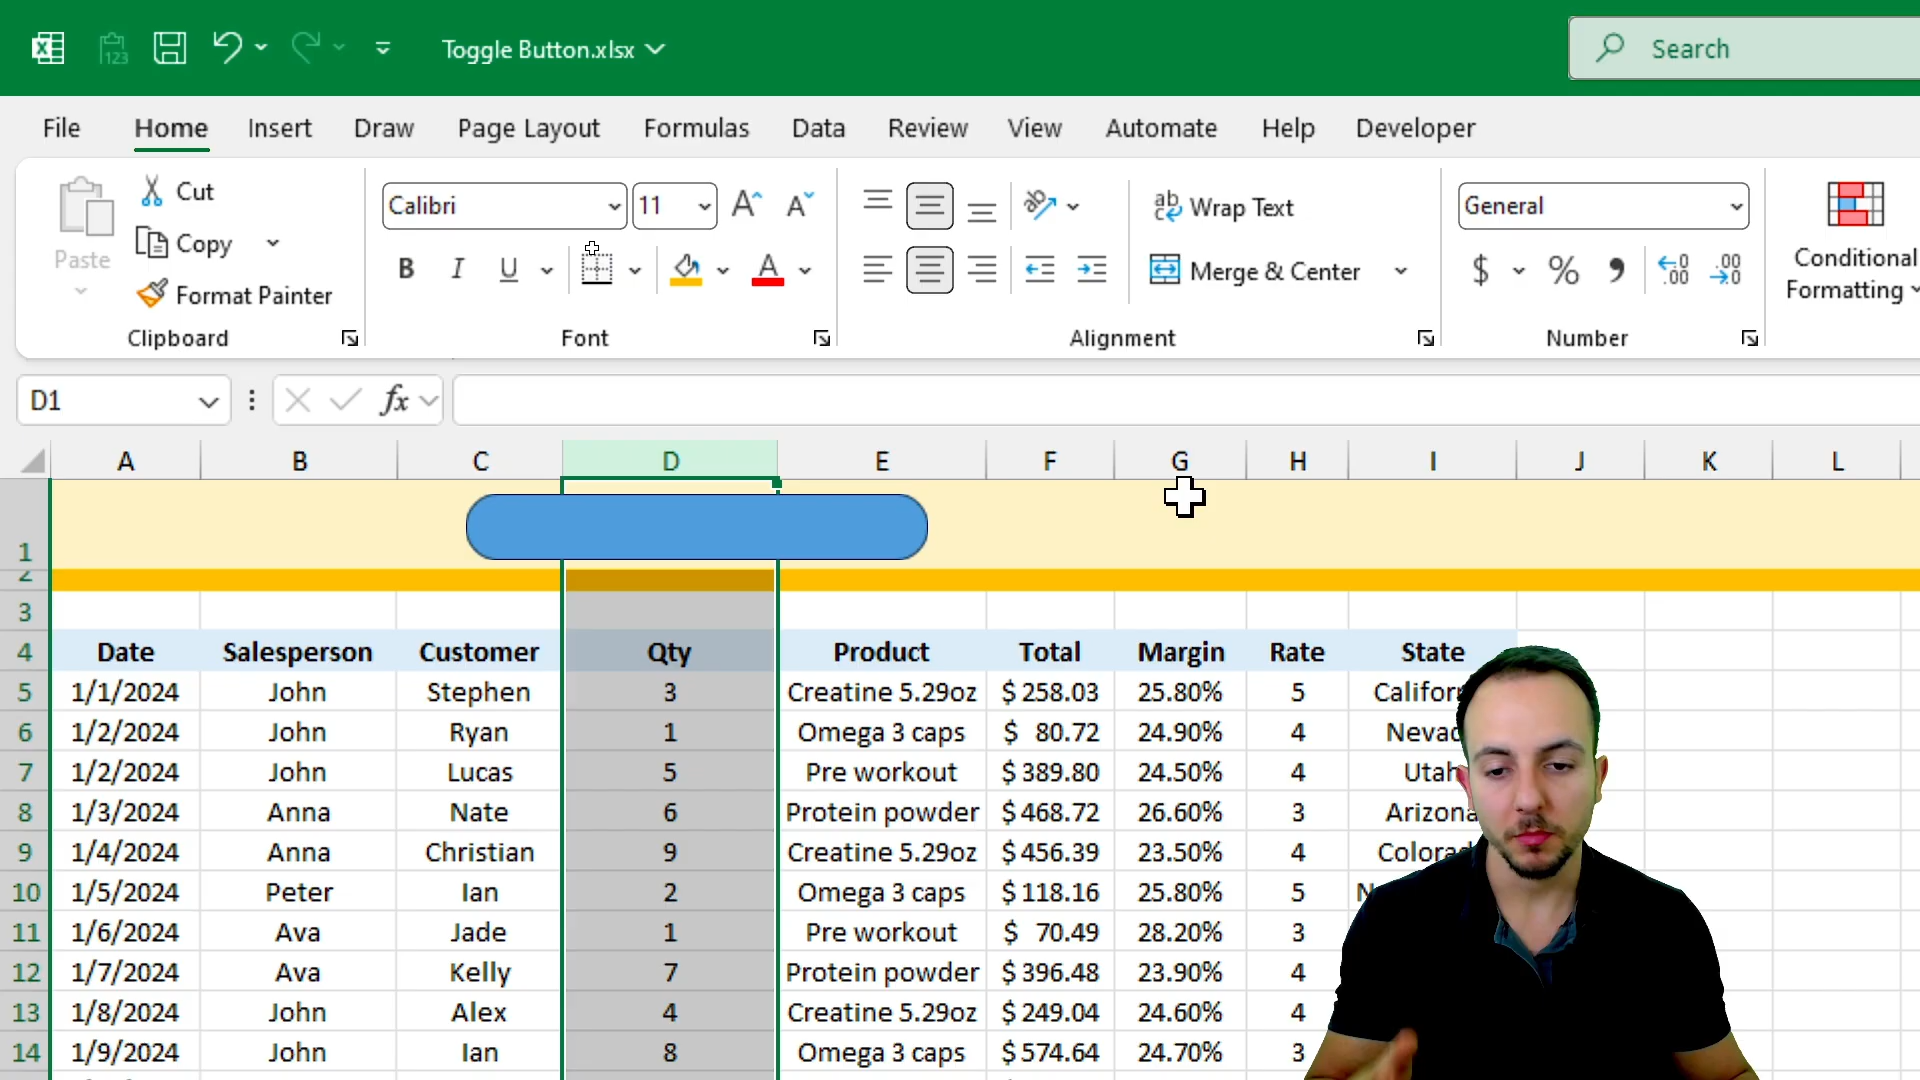 Toggle Button.xlsx
Search
File Home Insert Draw Page Layout Formulas Data Review View Automate Help Developer
Paste
Cut
Copy
Format Painter
Clipboard
Calibri 11
B I U
Font
Wrap Text
Merge & Center
Alignment
General
$ % ,
Number
Conditional
Formatting
D1
fx
A B C D E F G H I J K L
1
2
3
4 Date Salesperson Customer Qty Product Total Margin Rate State
5 1/1/2024 John Stephen 3 Creatine 5.29oz $ 258.03 25.80% 5 Califor
6 1/2/2024 John Ryan 1 Omega 3 caps $ 80.72 24.90% 4 Nevad
7 1/2/2024 John Lucas 5 Pre workout $ 389.80 24.50% 4 Utah
8 1/3/2024 Anna Nate 6 Protein powder $ 468.72 26.60% 3 Arizona
9 1/4/2024 Anna Christian 9 Creatine 5.29oz $ 456.39 23.50% 4 Colorad
10 1/5/2024 Peter Ian 2 Omega 3 caps $ 118.16 25.80% 5 N
11 1/6/2024 Ava Jade 1 Pre workout $ 70.49 28.20% 3
12 1/7/2024 Ava Kelly 7 Protein powder $ 396.48 23.90% 4
13 1/8/2024 John Alex 4 Creatine 5.29oz $ 249.04 24.60% 4
14 1/9/2024 John Ian 8 Omega 3 caps $ 574.64 24.70% 3